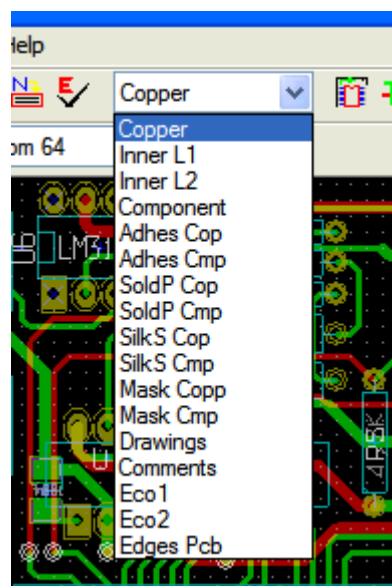 Help
N
E
Copper
om 64
Copper
Inner L1
Inner L2
Component
Adhes Cop
Adhes Cmp
SoldP Cop
SoldP Cmp
SilkS Cop
SilkS Cmp
Mask Copp
Mask Cmp
Drawings
Comments
Eco1
Eco2
Edges Pcb
LM31
4R5K